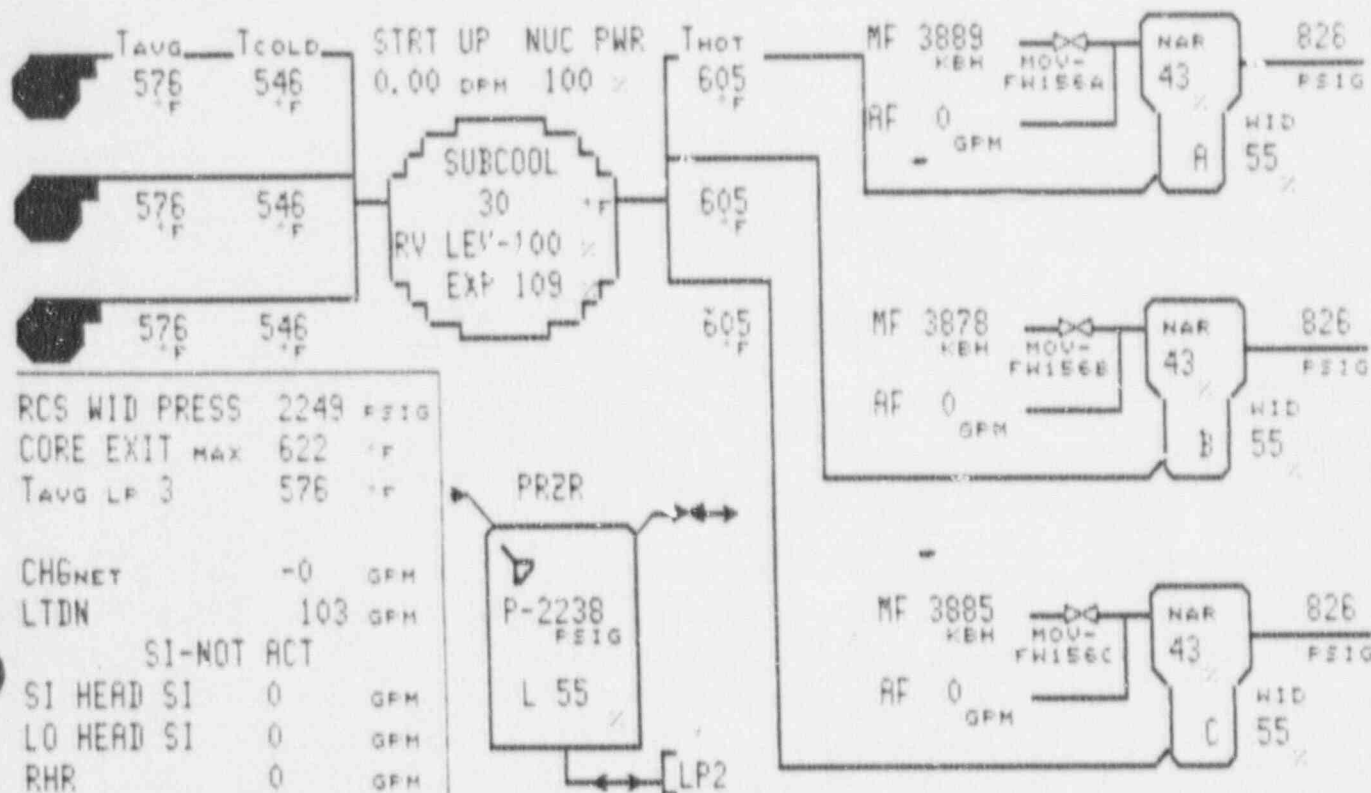 TAVG TCOLD STRT UP NUC PWR THOT MF 3889 KBH MOV-FW156A NAR 826 PSIG
576 °F 546 °F 0.00 DPM 100 % 605 °F 43 %
AF 0 GPM A WID 55 %
SUBCOOL
576 °F 546 °F 30 °F 605 °F
RV LEV-100 %
EXP 109 %
576 °F 546 °F 605 °F MF 3878 KBH MOV-FW156B NAR 826 PSIG
43 %
AF 0 GPM B WID 55 %
RCS WID PRESS 2249 PSIG
CORE EXIT MAX 622 °F
TAVG LP 3 576 °F
PRZR
P-2238 PSIG
L 55 %
LP2
CHGNET -0 GPM
LTDN 103 GPM
SI-NOT ACT
SI HEAD SI 0 GPM
LO HEAD SI 0 GPM
RHR 0 GPM
MF 3885 KBH MOV-FW156C NAR 826 PSIG
43 %
AF 0 GPM C WID 55 %